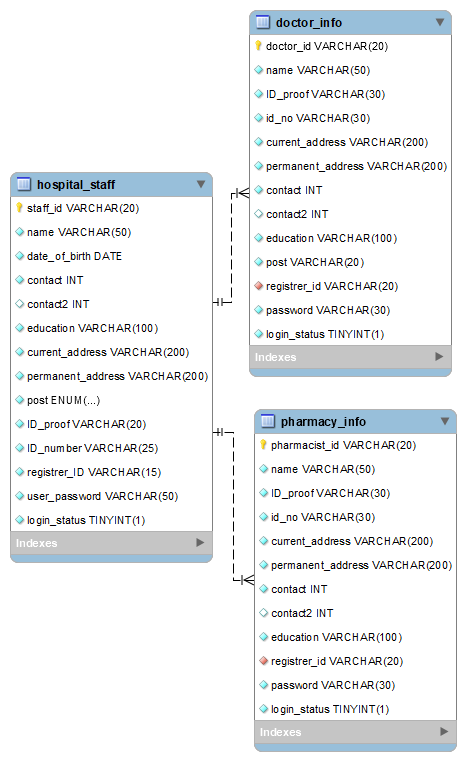 doctor_info
doctor_id VARCHAR(20)
name VARCHAR(50)
ID_proof VARCHAR(30)
id_no VARCHAR(30)
current_address VARCHAR(200)
permanent_address VARCHAR(200)
contact INT
contact2 INT
education VARCHAR(100)
post VARCHAR(20)
registrer_id VARCHAR(20)
password VARCHAR(30)
login_status TINYINT(1)
Indexes
hospital_staff
staff_id VARCHAR(20)
name VARCHAR(50)
date_of_birth DATE
contact INT
contact2 INT
education VARCHAR(100)
current_address VARCHAR(200)
permanent_address VARCHAR(200)
post ENUM(...)
ID_proof VARCHAR(20)
ID_number VARCHAR(25)
registrer_ID VARCHAR(15)
user_password VARCHAR(50)
login_status TINYINT(1)
Indexes
pharmacy_info
pharmacist_id VARCHAR(20)
name VARCHAR(50)
ID_proof VARCHAR(30)
id_no VARCHAR(30)
current_address VARCHAR(200)
permanent_address VARCHAR(200)
contact INT
contact2 INT
education VARCHAR(100)
registrer_id VARCHAR(20)
password VARCHAR(30)
login_status TINYINT(1)
Indexes